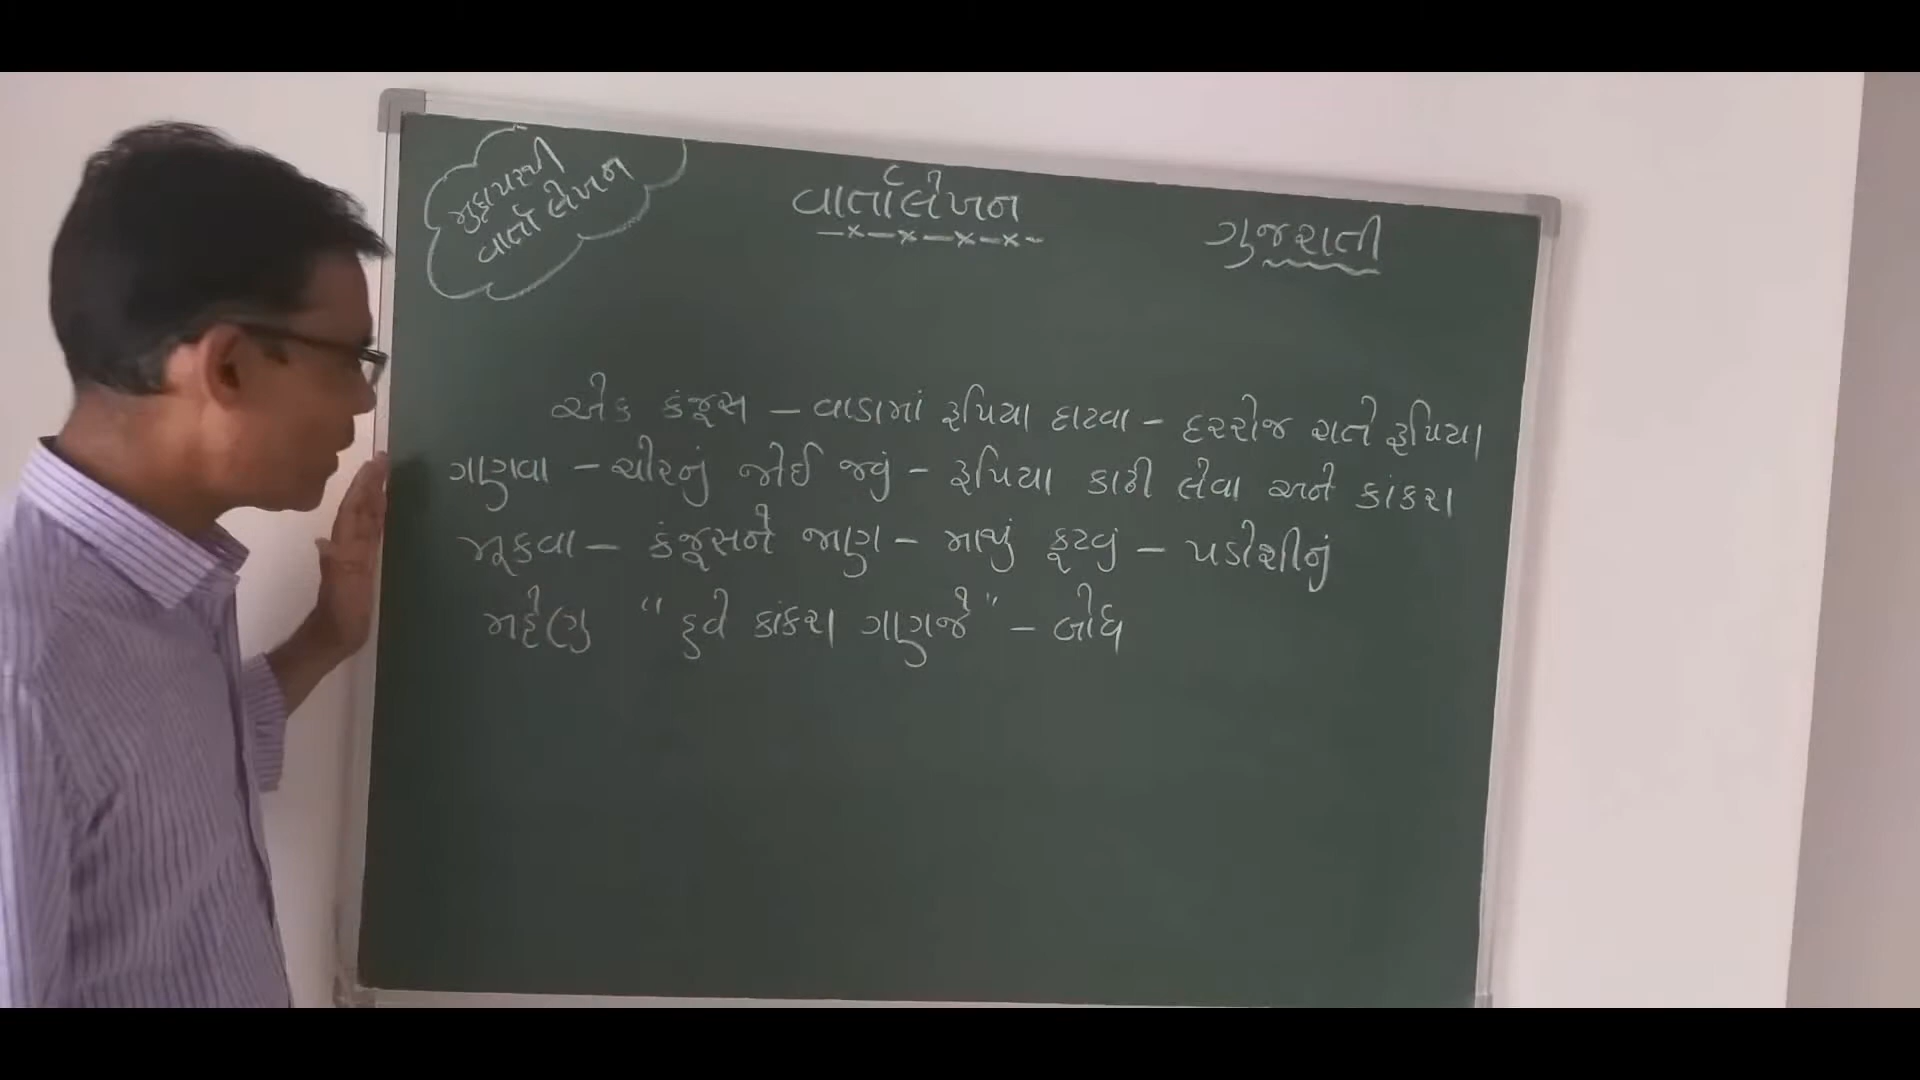 મુદ્દા પરથી
વાર્તા લેખન
વાર્તાલેખન
ગુજરાતી
એક કંજૂસ – વાડામાં રૂપિયા દાટવા – દરરોજ રાતે રૂપિયા
ગણવા – ચોરનું જોઈ જવું – રૂપિયા કાઢી લેવા અને કાંકરા
મૂકવા – કંજૂસને જાણ – માથું કૂટવું – પડોશીનું
મહેણુ "હવે કાંકરા ગણજે" – બોધ